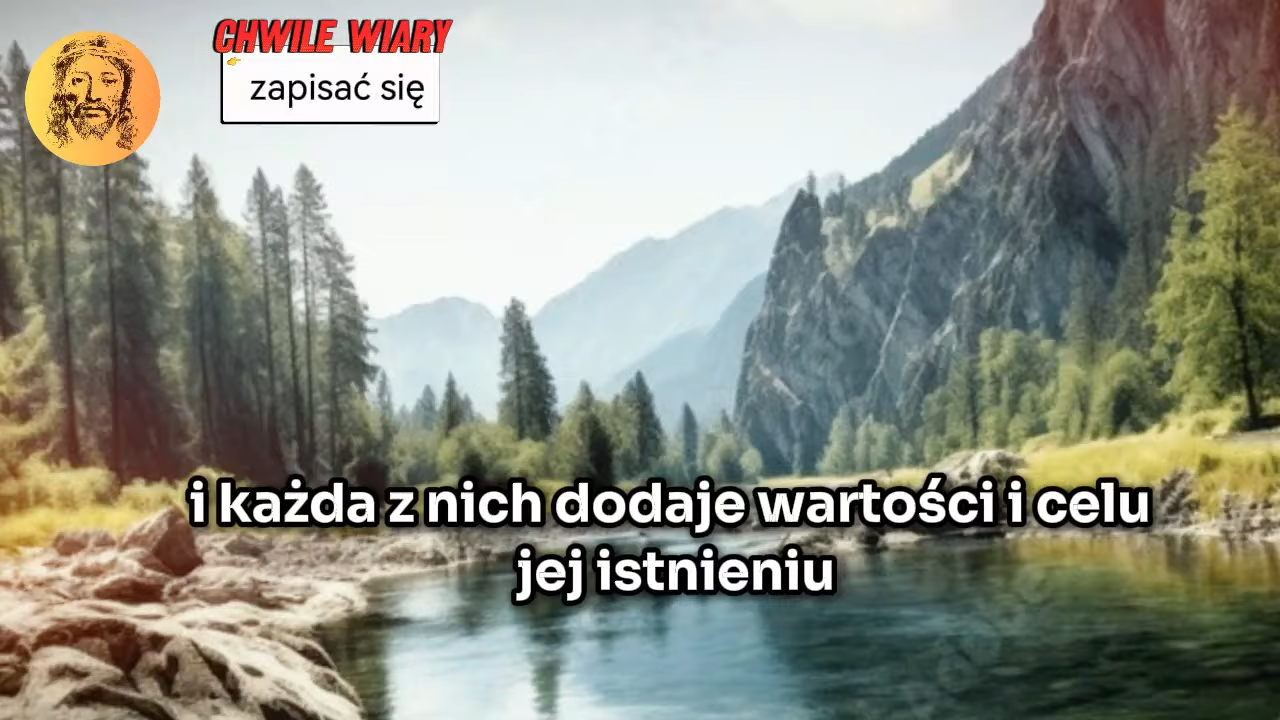 CHWILE WIARY
zapisać się
i każda z nich dodaje wartości i celu
jej istnieniu